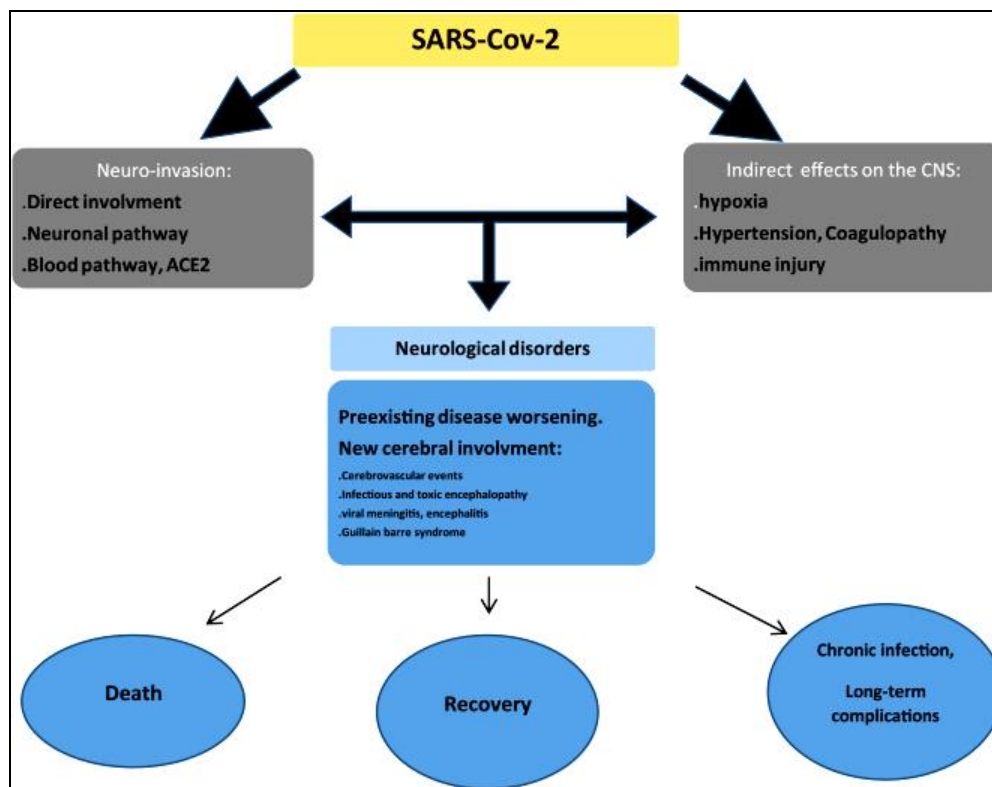 SARS-Cov-2
Neuro-invasion:
.Direct involvment
.Neuronal pathway
.Blood pathway, ACE2
Indirect effects on the CNS:
.hypoxia
.Hypertension, Coagulopathy
.immune injury
Neurological disorders
Preexisting disease worsening.
New cerebral involvment:
.Cerebrovascular events
.Infectious and toxic encephalopathy
.viral meningitis, encephalitis
.Guillain barre syndrome
Death
Recovery
Chronic infection,
Long-term
complications